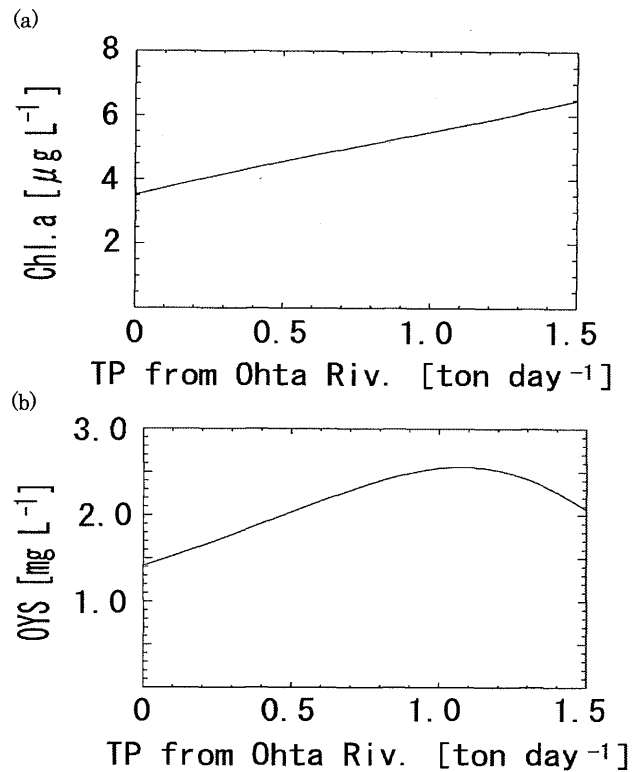 (a)
8
6
4
2
Chl.a [μg L⁻¹]
0 0.5 1.0 1.5
TP from Ohta Riv. [ton day⁻¹]
(b)
3.0
2.0
1.0
OYS [mg L⁻¹]
0 0.5 1.0 1.5
TP from Ohta Riv. [ton day⁻¹]